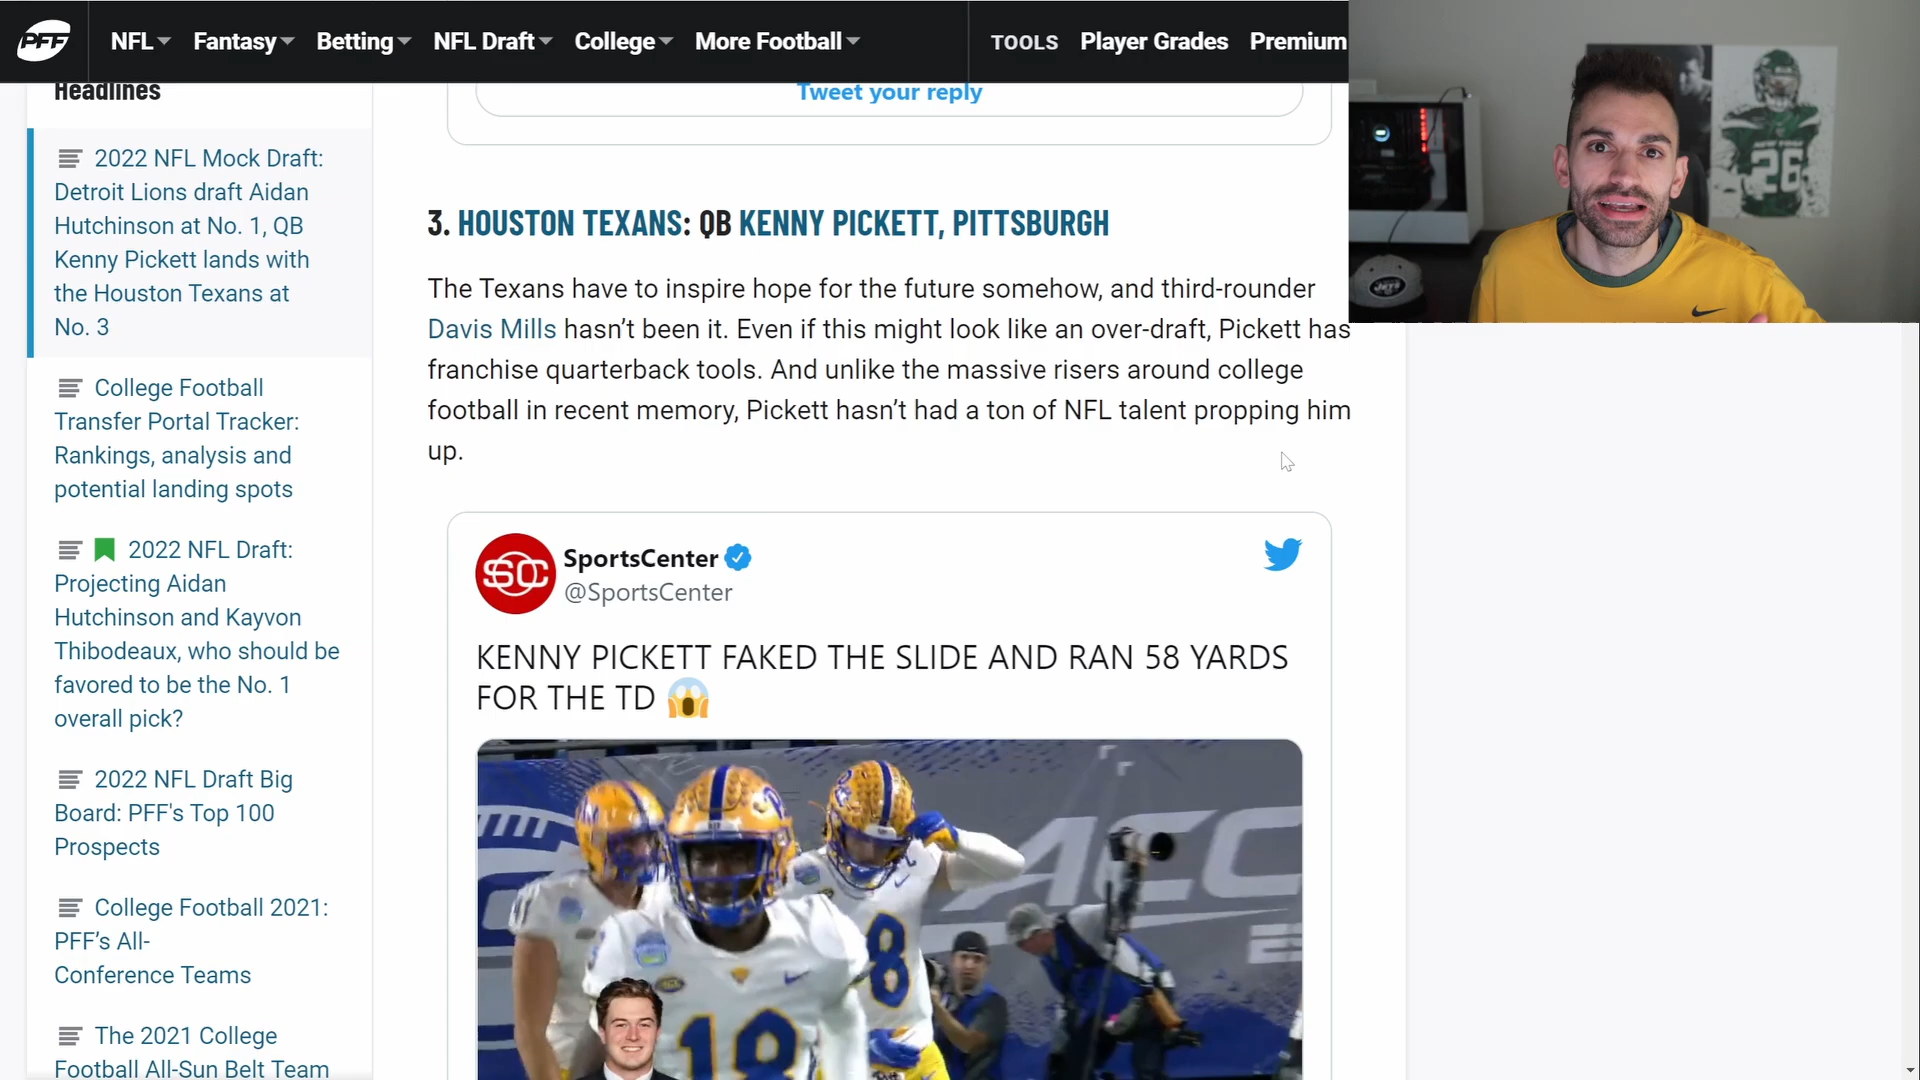 PFF
NFL
Fantasy
Betting
NFL Draft
College
More Football
TOOLS
Player Grades
Premium
Headlines
2022 NFL Mock Draft:
Detroit Lions draft Aidan
Hutchinson at No. 1, QB
Kenny Pickett lands with
the Houston Texans at
No. 3
College Football
Transfer Portal Tracker:
Rankings, analysis and
potential landing spots
2022 NFL Draft:
Projecting Aidan
Hutchinson and Kayvon
Thibodeaux, who should be
favored to be the No. 1
overall pick?
2022 NFL Draft Big
Board: PFF's Top 100
Prospects
College Football 2021:
PFF’s All-
Conference Teams
The 2021 College
Football All-Sun Belt Team
Tweet your reply
3. HOUSTON TEXANS: QB KENNY PICKETT, PITTSBURGH
The Texans have to inspire hope for the future somehow, and third-rounder
Davis Mills hasn’t been it. Even if this might look like an over-draft, Pickett has
franchise quarterback tools. And unlike the massive risers around college
football in recent memory, Pickett hasn’t had a ton of NFL talent propping him
up.
SC
SportsCenter
@SportsCenter
KENNY PICKETT FAKED THE SLIDE AND RAN 58 YARDS
FOR THE TD
ACC
8
18
NEW YORK
26
JETS